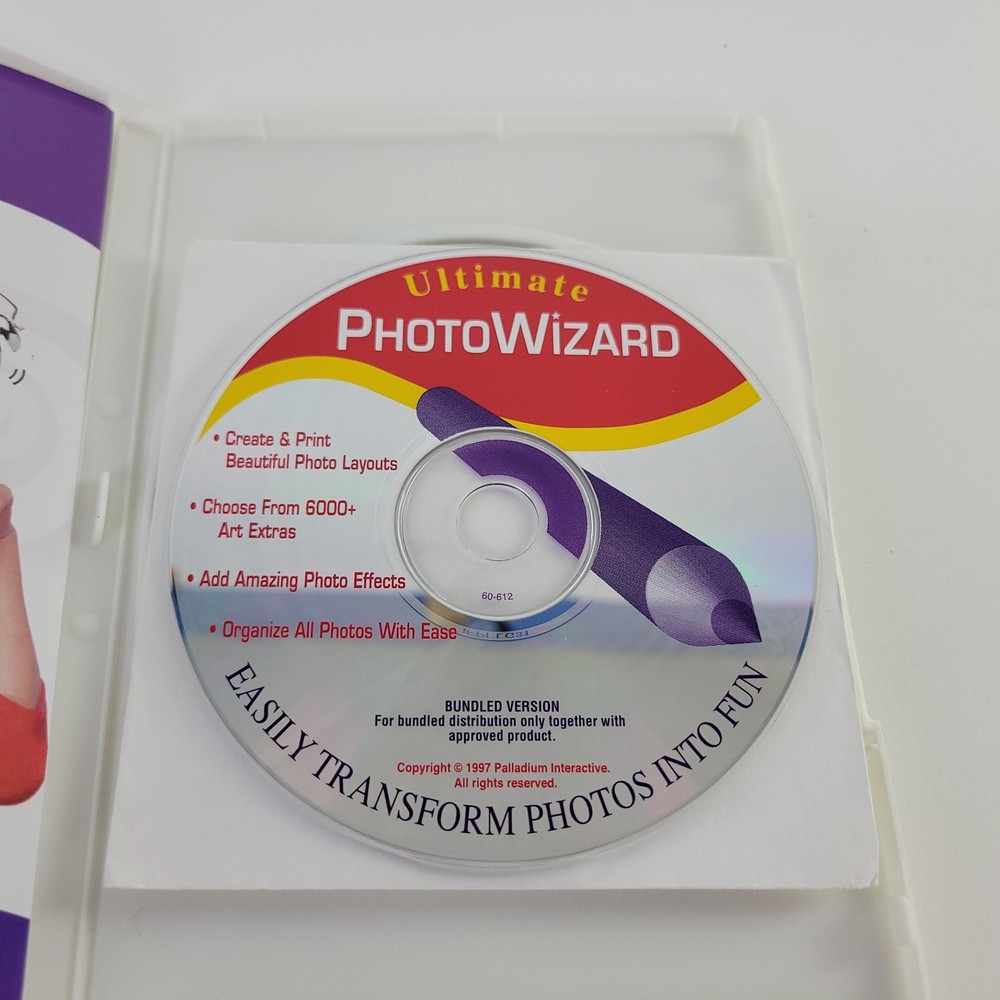 Ultimate
PHOTOWIZARD
• Create & Print
Beautiful Photo Layouts
• Choose From 6000+
Art Extras
• Add Amazing Photo Effects
• Organize All Photos With Ease
60-612
BUNDLED VERSION
For bundled distribution only together with
approved product.
Copyright © 1997 Palladium Interactive.
All rights reserved.
EASILY TRANSFORM PHOTOS INTO FUN